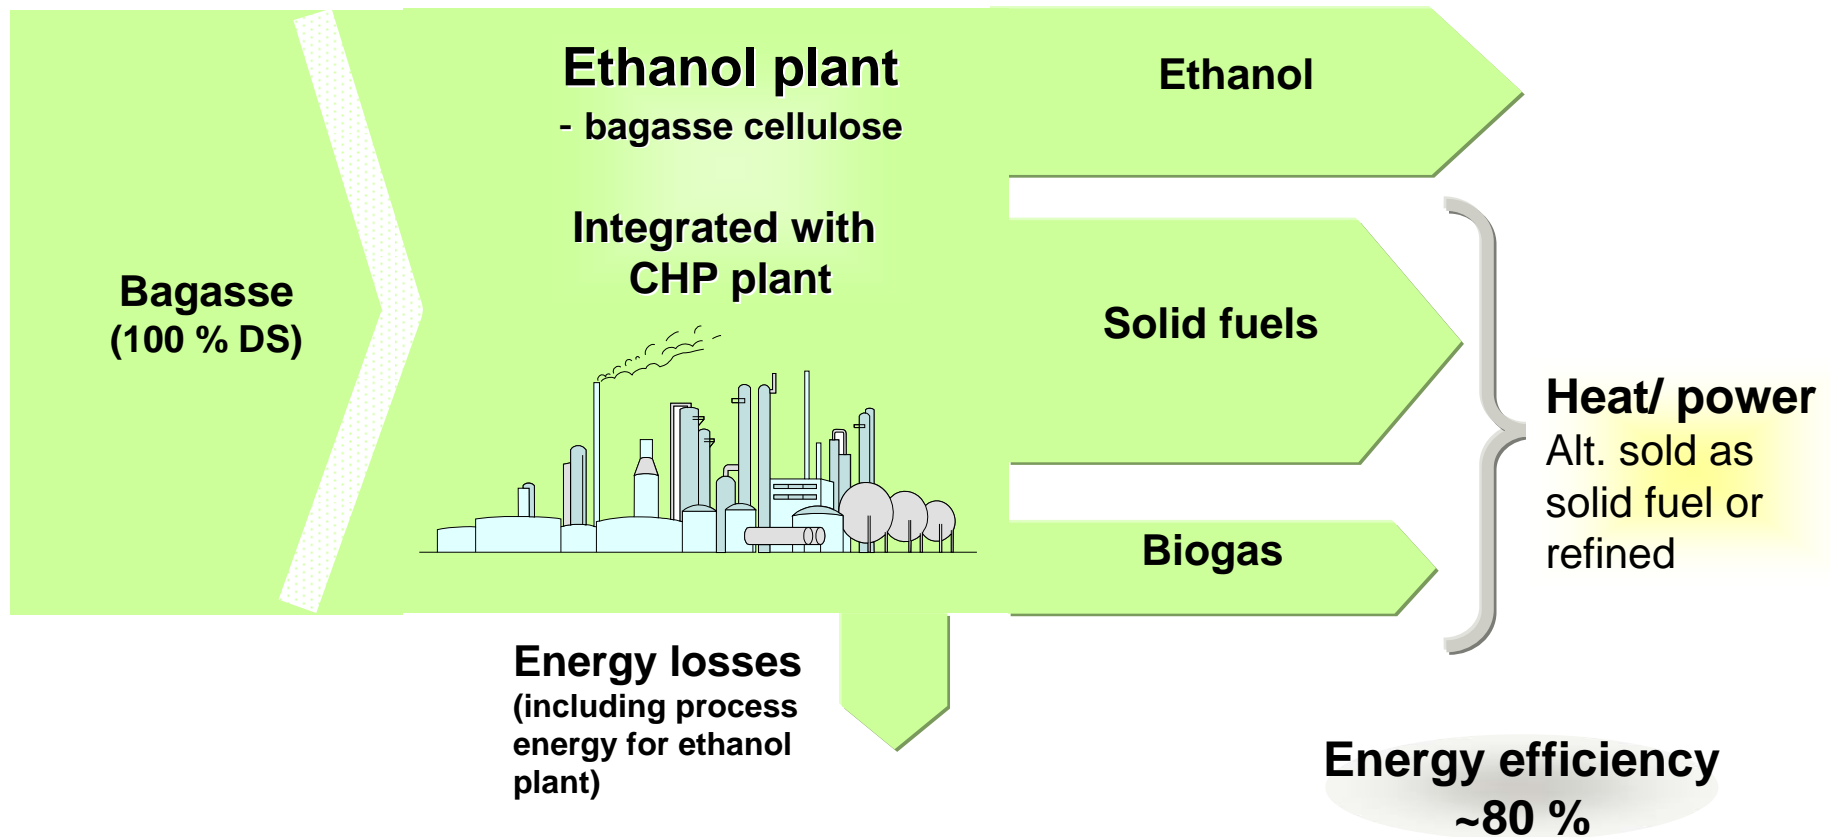 Ethanol plant
- bagasse cellulose
Integrated with
CHP plant
Bagasse
(100 % DS)
Ethanol
Solid fuels
Biogas
Heat/ power
Alt. sold as
solid fuel or
refined
Energy losses
(including process
energy for ethanol
plant)
Energy efficiency
~80 %